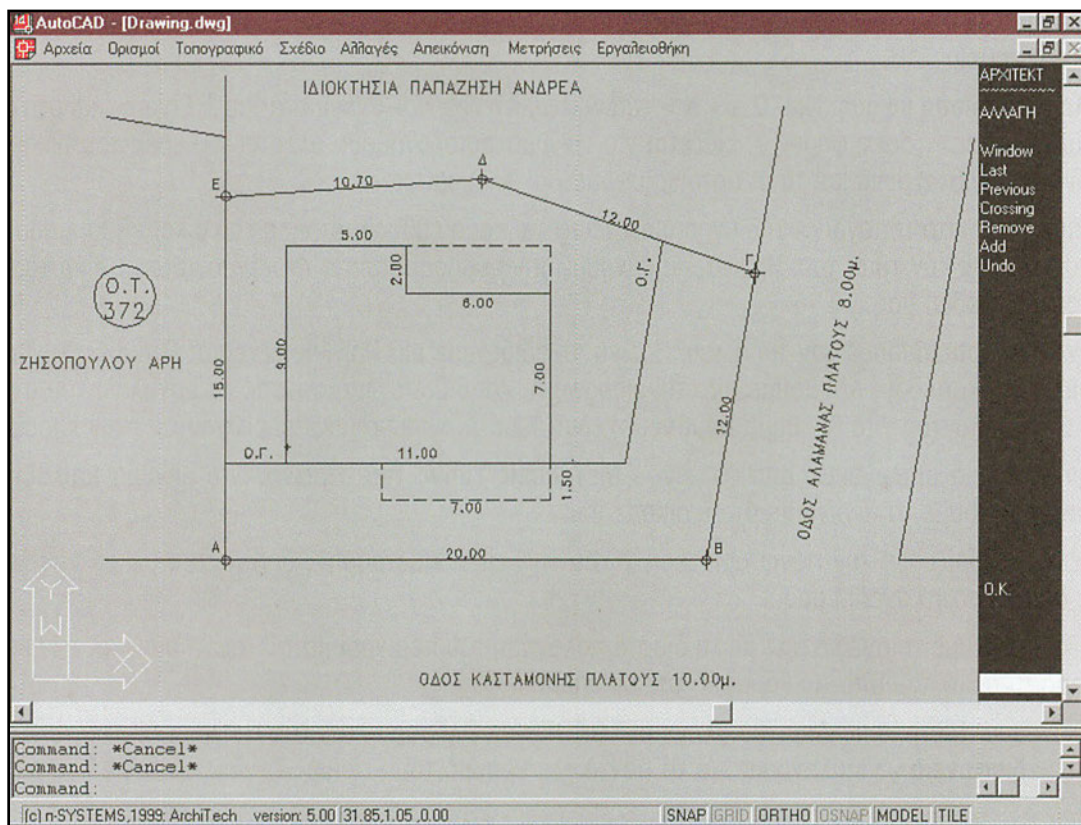 AutoCAD - [Drawing.dwg]
Αρχεία Ορισμοί Τοπογραφικό Σχέδιο Αλλαγές Απεικόνιση Μετρήσεις Εργαλειοθήκη
ΙΔΙΟΚΤΗΣΙΑ ΠΑΠΑΖΗΣΗ ΑΝΔΡΕΑ
Δ
Ε
10.70
12.00
5.00
Ο.Γ.
Γ
2.00
6.00
Ο.Τ.
372
ΖΗΣΟΠΟΥΛΟΥ ΑΡΗ
15.00
9.00
7.00
12.00
ΟΔΟΣ ΑΛΑΜΑΝΑΣ ΠΛΑΤΟΥΣ 8.00μ.
Ο.Γ.
11.00
7.00
1.50
Α
20.00
Β
Y
W
X
ΟΔΟΣ ΚΑΣΤΑΜΟΝΗΣ ΠΛΑΤΟΥΣ 10.00μ.
ΑΡΧΙΤΕΚΤ
~~~~~~~~
ΑΛΛΑΓΗ
Window
Last
Previous
Crossing
Remove
Add
Undo
Ο.Κ.
Command: *Cancel*
Command: *Cancel*
Command:
(c) π-SYSTEMS,1999: ArchiTech version: 5.00 31.85,1.05 ,0.00 SNAP GRID ORTHO OSNAP MODEL TILE